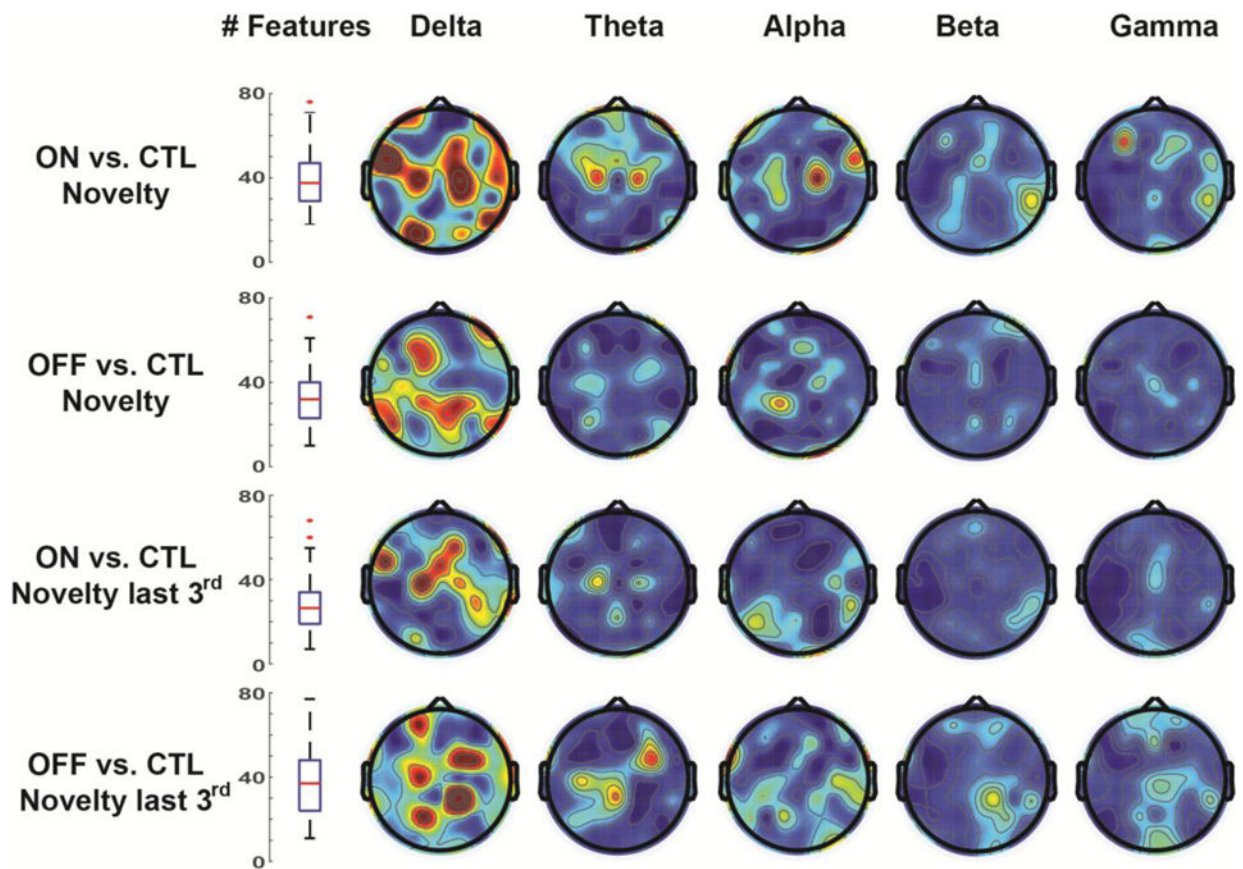 # Features Delta Theta Alpha Beta Gamma
80
ON vs. CTL
Novelty
40
0
80
OFF vs. CTL
Novelty
40
0
80
ON vs. CTL
Novelty last 3rd
40
0
80
OFF vs. CTL
Novelty last 3rd
40
0